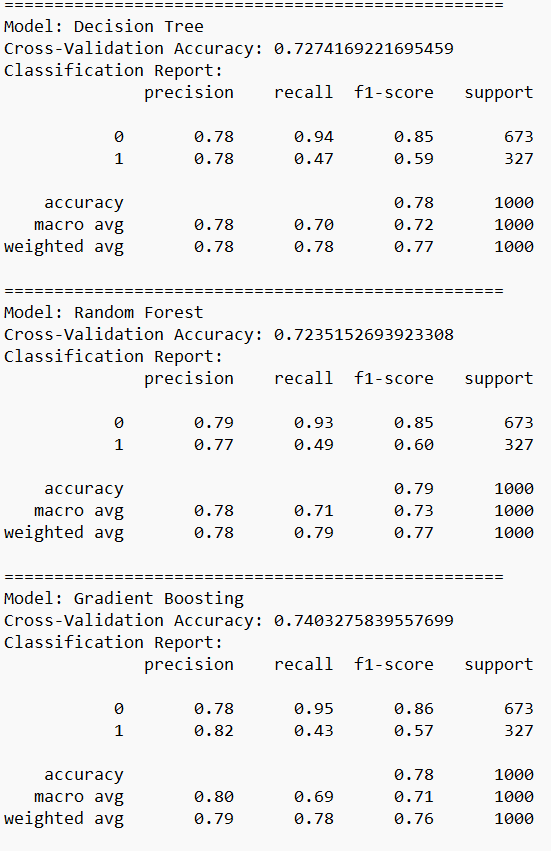 ==================================================
Model: Decision Tree
Cross-Validation Accuracy: 0.7274169221695459
Classification Report:
              precision    recall  f1-score   support

           0       0.78      0.94      0.85       673
           1       0.78      0.47      0.59       327

    accuracy                           0.78      1000
   macro avg       0.78      0.70      0.72      1000
weighted avg       0.78      0.78      0.77      1000

==================================================
Model: Random Forest
Cross-Validation Accuracy: 0.7235152693923308
Classification Report:
              precision    recall  f1-score   support

           0       0.79      0.93      0.85       673
           1       0.77      0.49      0.60       327

    accuracy                           0.79      1000
   macro avg       0.78      0.71      0.73      1000
weighted avg       0.78      0.79      0.77      1000

==================================================
Model: Gradient Boosting
Cross-Validation Accuracy: 0.7403275839557699
Classification Report:
              precision    recall  f1-score   support

           0       0.78      0.95      0.86       673
           1       0.82      0.43      0.57       327

    accuracy                           0.78      1000
   macro avg       0.80      0.69      0.71      1000
weighted avg       0.79      0.78      0.76      1000